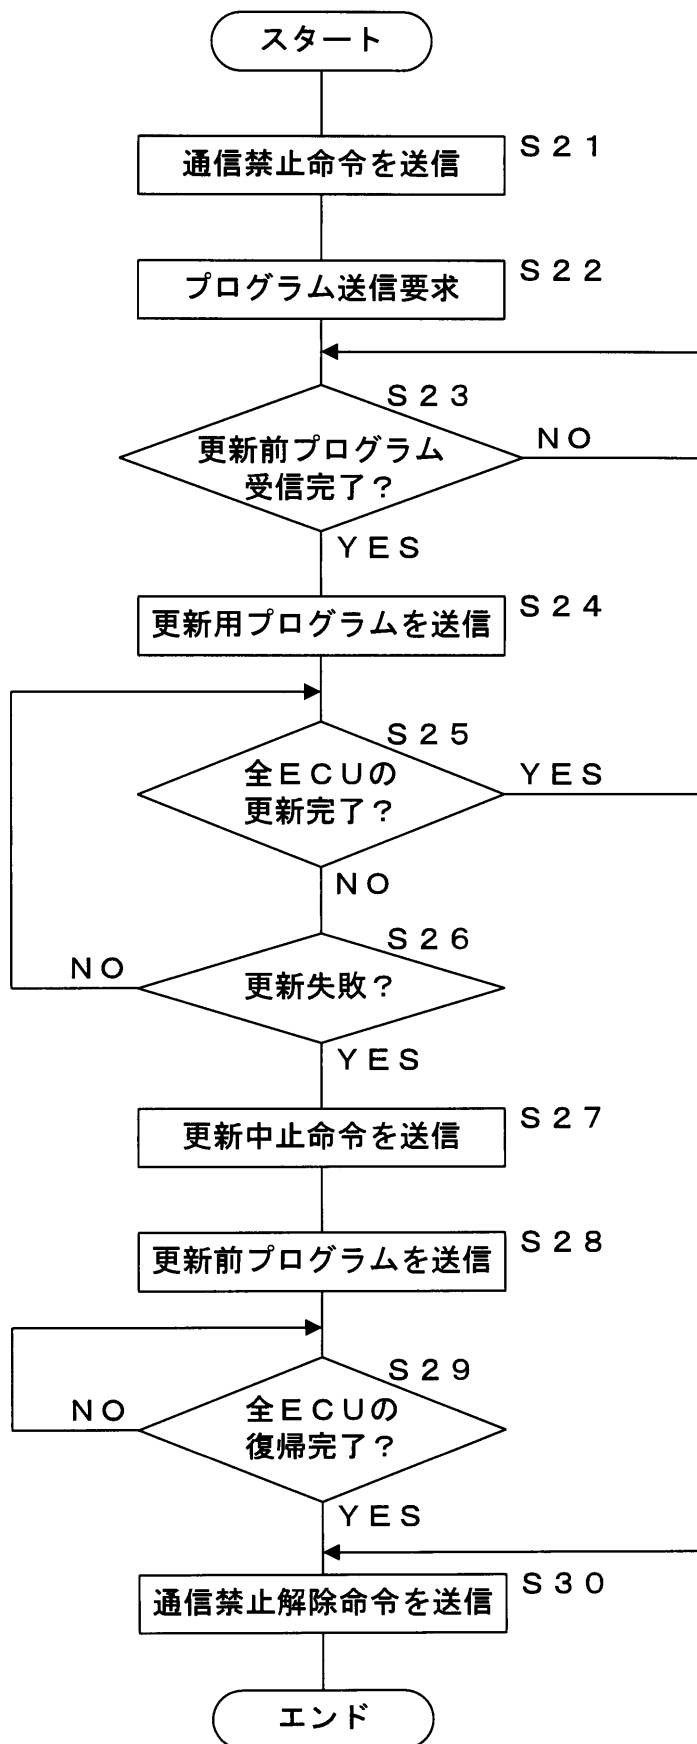 スタート
S21
通信禁止命令を送信
S22
プログラム送信要求
S23
更新前プログラム
受信完了?
NO
YES
S24
更新用プログラムを送信
S25
全ECUの
更新完了?
YES
NO
S26
更新失敗?
NO
YES
S27
更新中止命令を送信
S28
更新前プログラムを送信
S29
全ECUの
復帰完了?
NO
YES
S30
通信禁止解除命令を送信
エンド